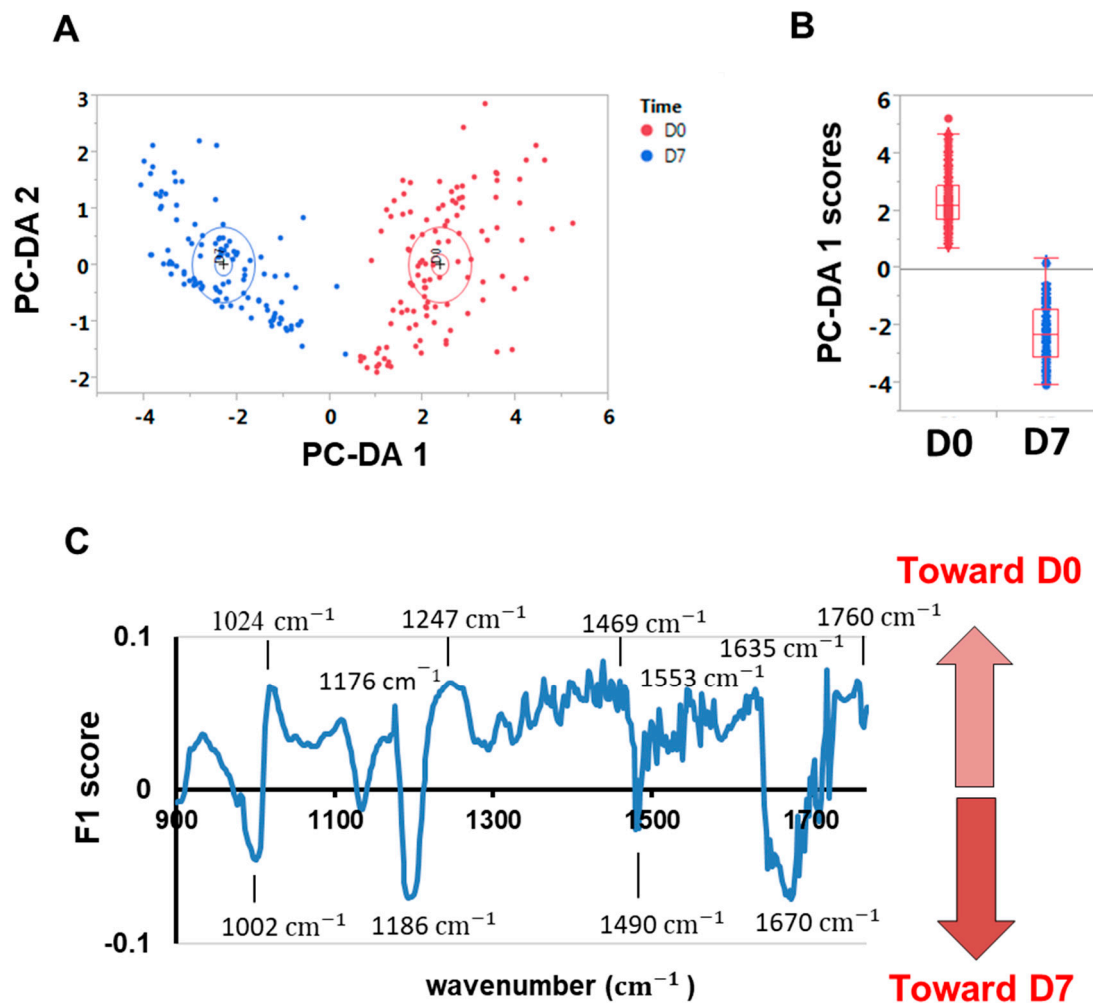 A
B
3
2
1
0
-1
-2
-4
-2
0
2
4
6
PC-DA 2
PC-DA 1
D7
D0
Time
D0
D7
6
4
2
0
-2
-4
PC-DA 1 scores
D0
D7
C
Toward D0
1024 cm⁻¹
1247 cm⁻¹
1469 cm⁻¹
1760 cm⁻¹
1635 cm⁻¹
1176 cm⁻¹
1553 cm⁻¹
0.1
0
-0.1
F1 score
900
1100
1300
1500
1700
1002 cm⁻¹
1186 cm⁻¹
1490 cm⁻¹
1670 cm⁻¹
wavenumber (cm⁻¹)
Toward D7